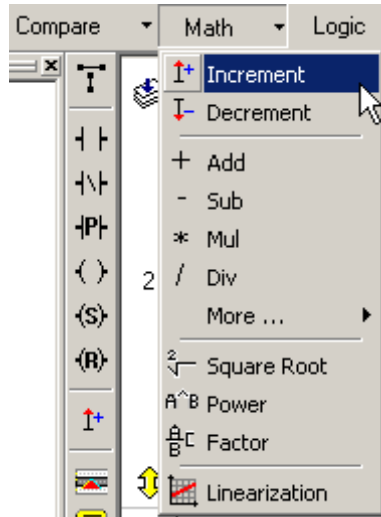 Compare Math Logic
Increment
Decrement
+ Add
- Sub
* Mul
2 / Div
More ...
Square Root
A^B Power
Factor
Linearization
P
(S)
(R)